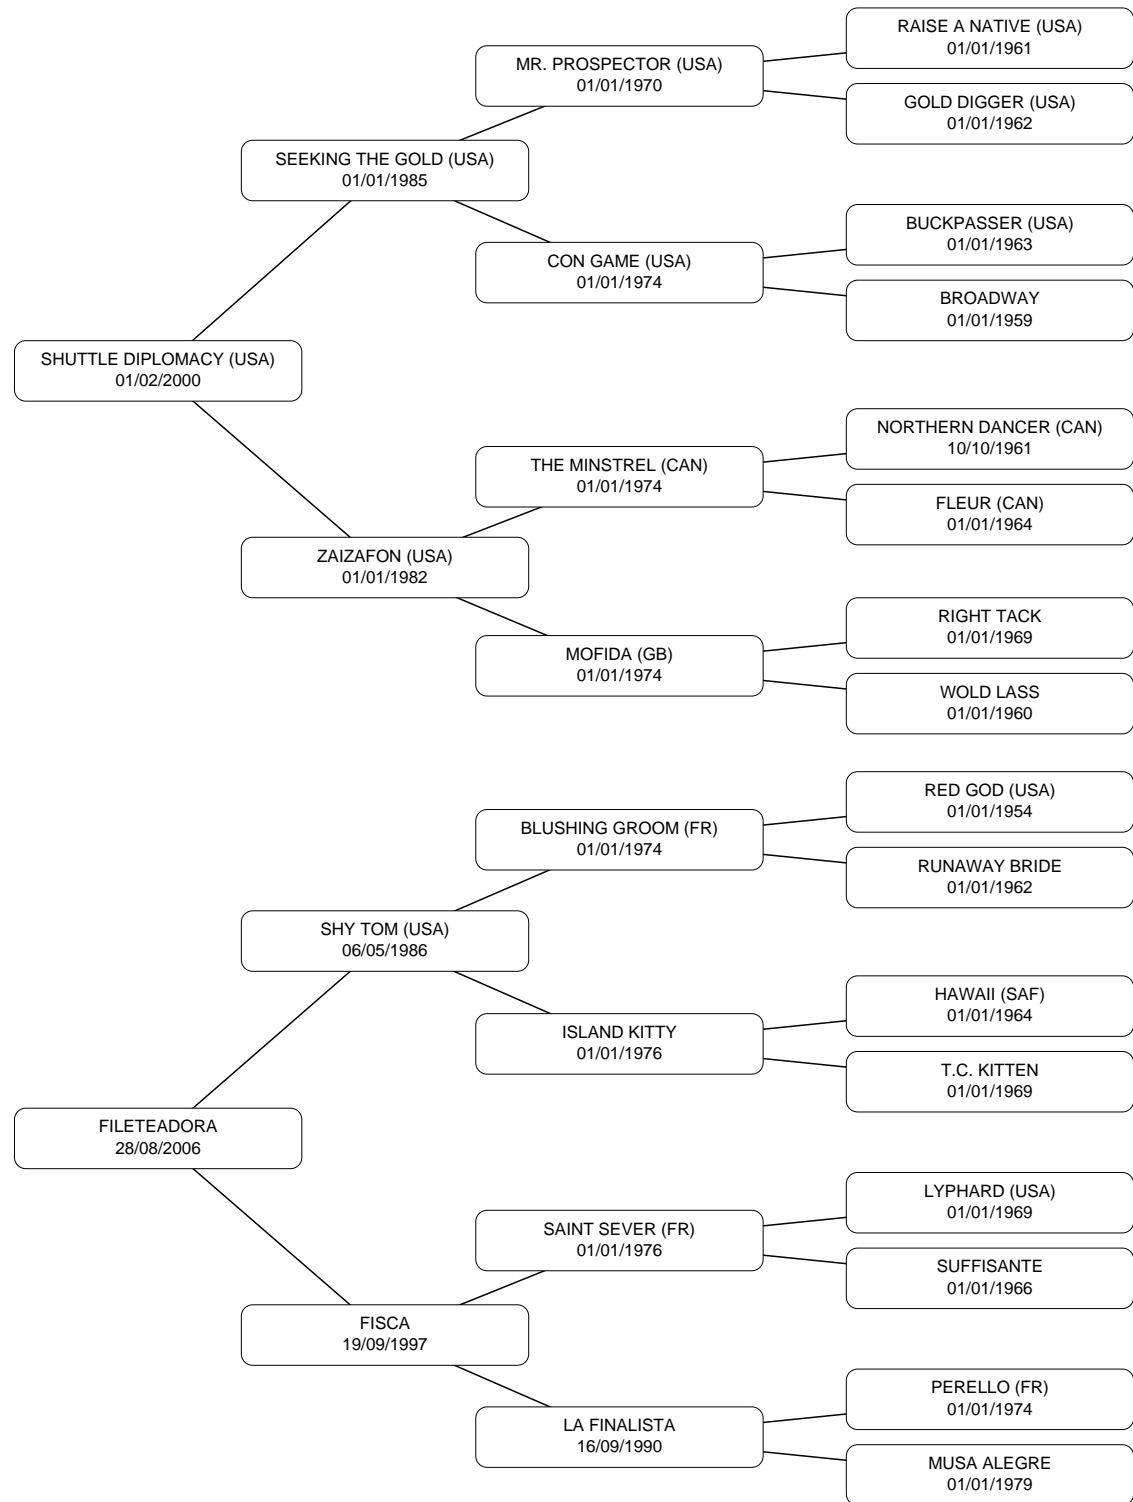 RAISE A NATIVE (USA)
01/01/1961
MR. PROSPECTOR (USA)
01/01/1970
GOLD DIGGER (USA)
01/01/1962
SEEKING THE GOLD (USA)
01/01/1985
BUCKPASSER (USA)
01/01/1963
CON GAME (USA)
01/01/1974
BROADWAY
01/01/1959
SHUTTLE DIPLOMACY (USA)
01/02/2000
NORTHERN DANCER (CAN)
10/10/1961
THE MINSTREL (CAN)
01/01/1974
FLEUR (CAN)
01/01/1964
ZAIZAFON (USA)
01/01/1982
RIGHT TACK
01/01/1969
MOFIDA (GB)
01/01/1974
WOLD LASS
01/01/1960
RED GOD (USA)
01/01/1954
BLUSHING GROOM (FR)
01/01/1974
RUNAWAY BRIDE
01/01/1962
SHY TOM (USA)
06/05/1986
HAWAII (SAF)
01/01/1964
ISLAND KITTY
01/01/1976
T.C. KITTEN
01/01/1969
FILETEADORA
28/08/2006
LYPHARD (USA)
01/01/1969
SAINT SEVER (FR)
01/01/1976
SUFFISANTE
01/01/1966
FISCA
19/09/1997
PERELLO (FR)
01/01/1974
LA FINALISTA
16/09/1990
MUSA ALEGRE
01/01/1979